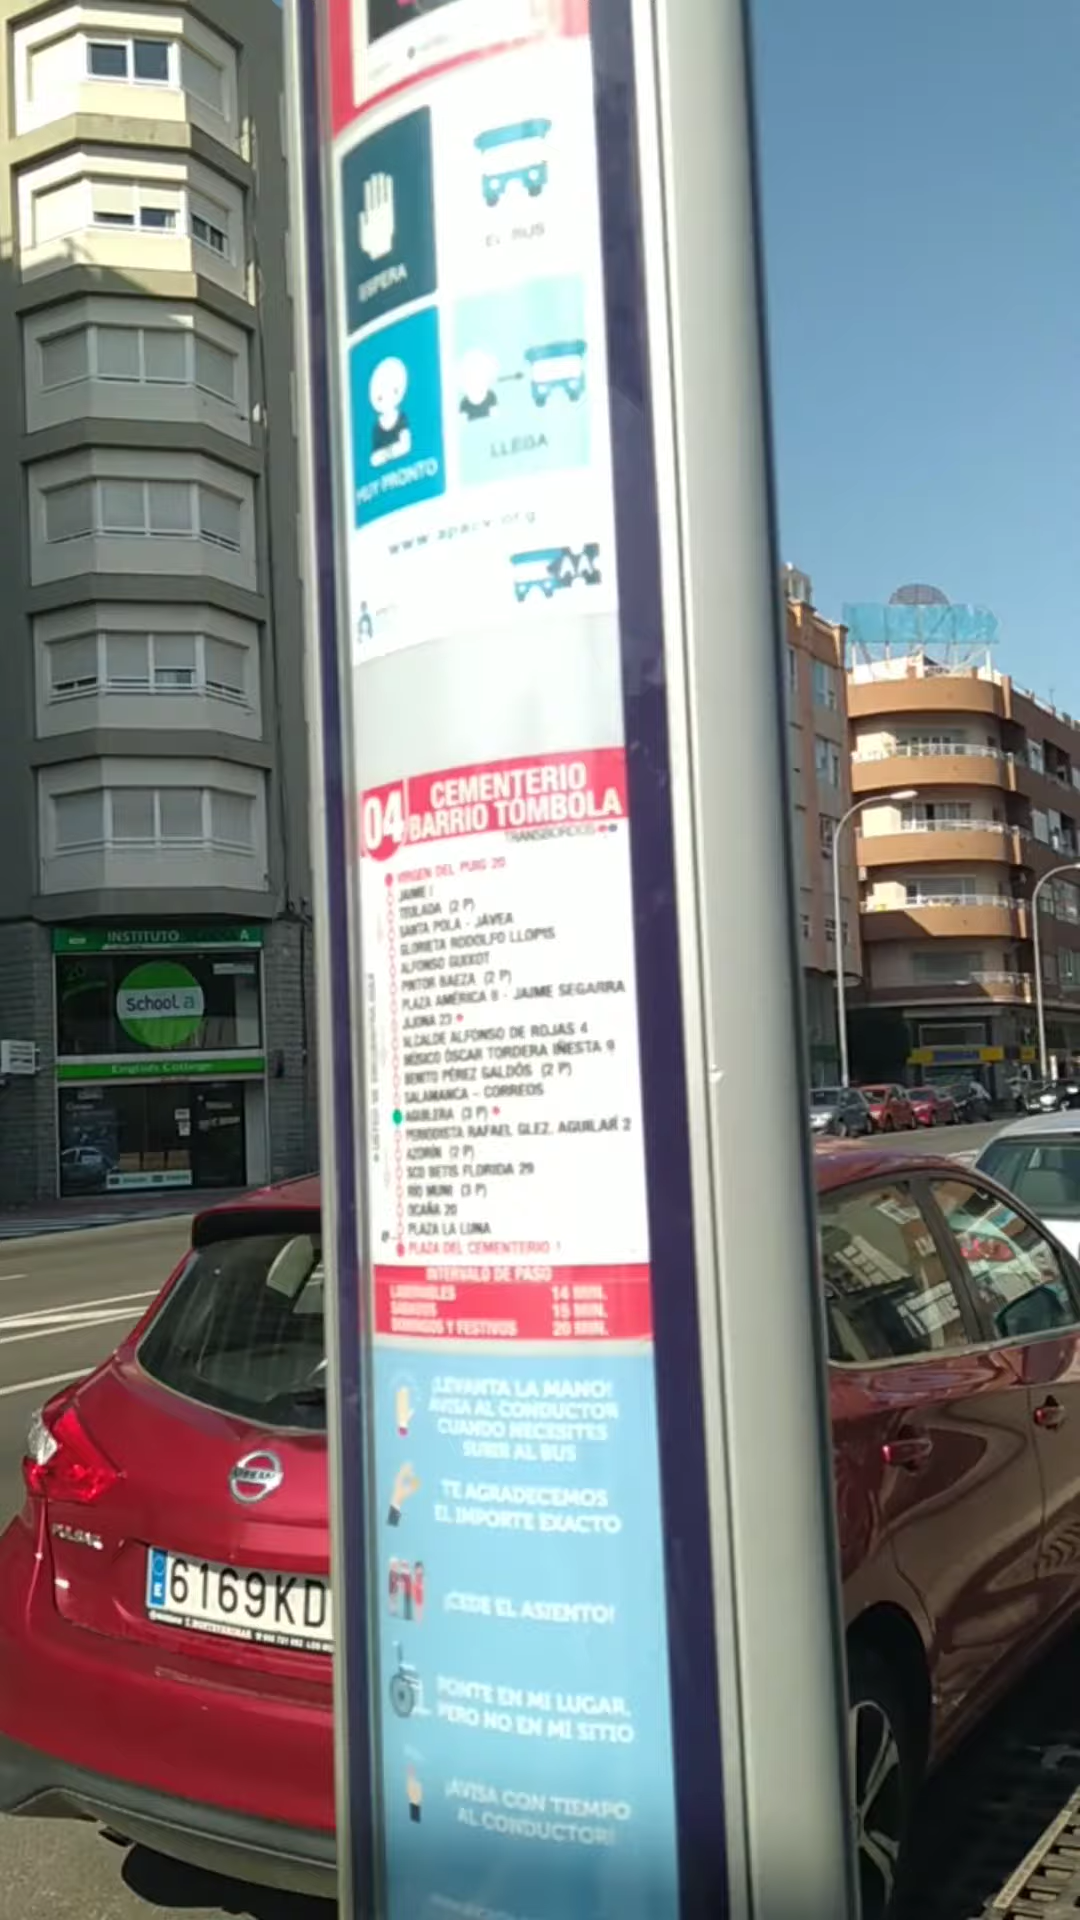 ESPERA
EL BUS
MUY PRONTO
LLEGA
04
CEMENTERIO
BARRIO TÓMBOLA
TRANSBORDOS
VIRGEN DEL PUIG 20
JAIME I
TEULADA (2 P)
SANTA POLA - JÁVEA
GLORIETA RODOLFO LLOPIS
ALFONSO GUIXOT
PINTOR BAEZA (2 P)
PLAZA AMÉRICA 8 - JAIME SEGARRA
JIJONA 23
ALCALDE ALFONSO DE ROJAS 4
MÚSICO ÓSCAR TORDERA IÑESTA 9
BENITO PÉREZ GALDÓS (2 P)
SALAMANCA - CORREOS
AGUILERA (3 P)
PERIODISTA RAFAEL GLEZ. AGUILAR 2
AZORÍN (2 P)
SCO BETIS FLORIDA 29
RÍO MUNI (3 P)
OCAÑA 20
PLAZA LA LUNA
PLAZA DEL CEMENTERIO 1
INTERVALO DE PASO
LABORABLES 14 MIN.
SÁBADOS 15 MIN.
DOMINGOS Y FESTIVOS 20 MIN.
¡LEVANTA LA MANO!
AVISA AL CONDUCTOR
CUANDO NECESITES
SUBIR AL BUS
TE AGRADECEMOS
EL IMPORTE EXACTO
¡CEDE EL ASIENTO!
PONTE EN MI LUGAR,
PERO NO EN MI SITIO
¡AVISA CON TIEMPO
AL CONDUCTOR!
INSTITUTO
school a
English College
NISSAN
PULSAR
E
6169KD